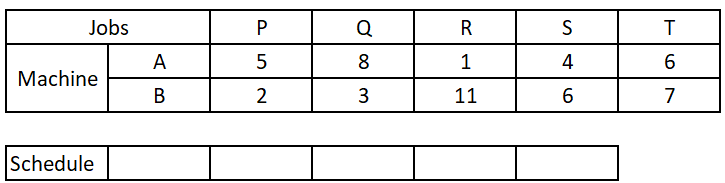 Jobs P Q R S T
Machine A 5 8 1 4 6
B 2 3 11 6 7
Schedule